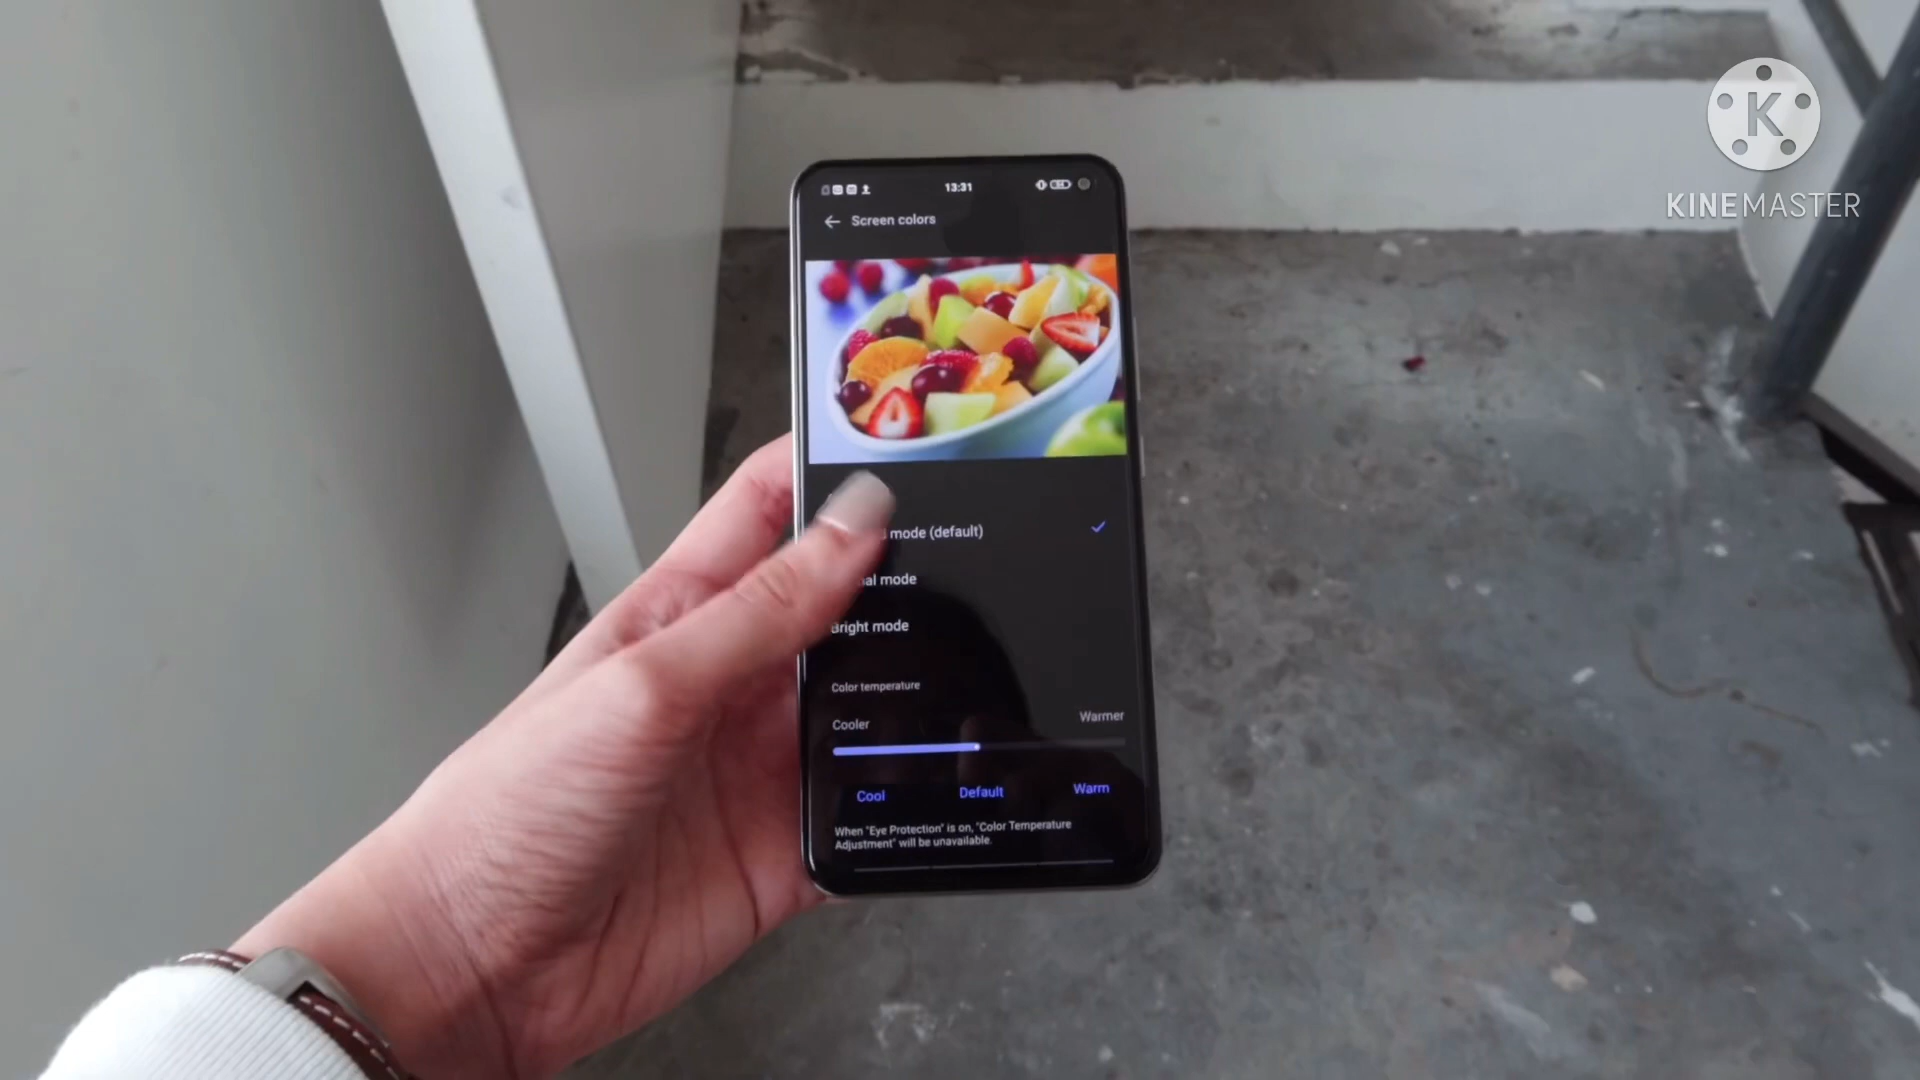 K
KINEMASTER
13:31
Screen colors
mode (default)
mode
Bright mode
Color temperature
Cooler
Warmer
Cool
Default
Warm
When "Eye Protection" is on, "Color Temperature
Adjustment" will be unavailable.